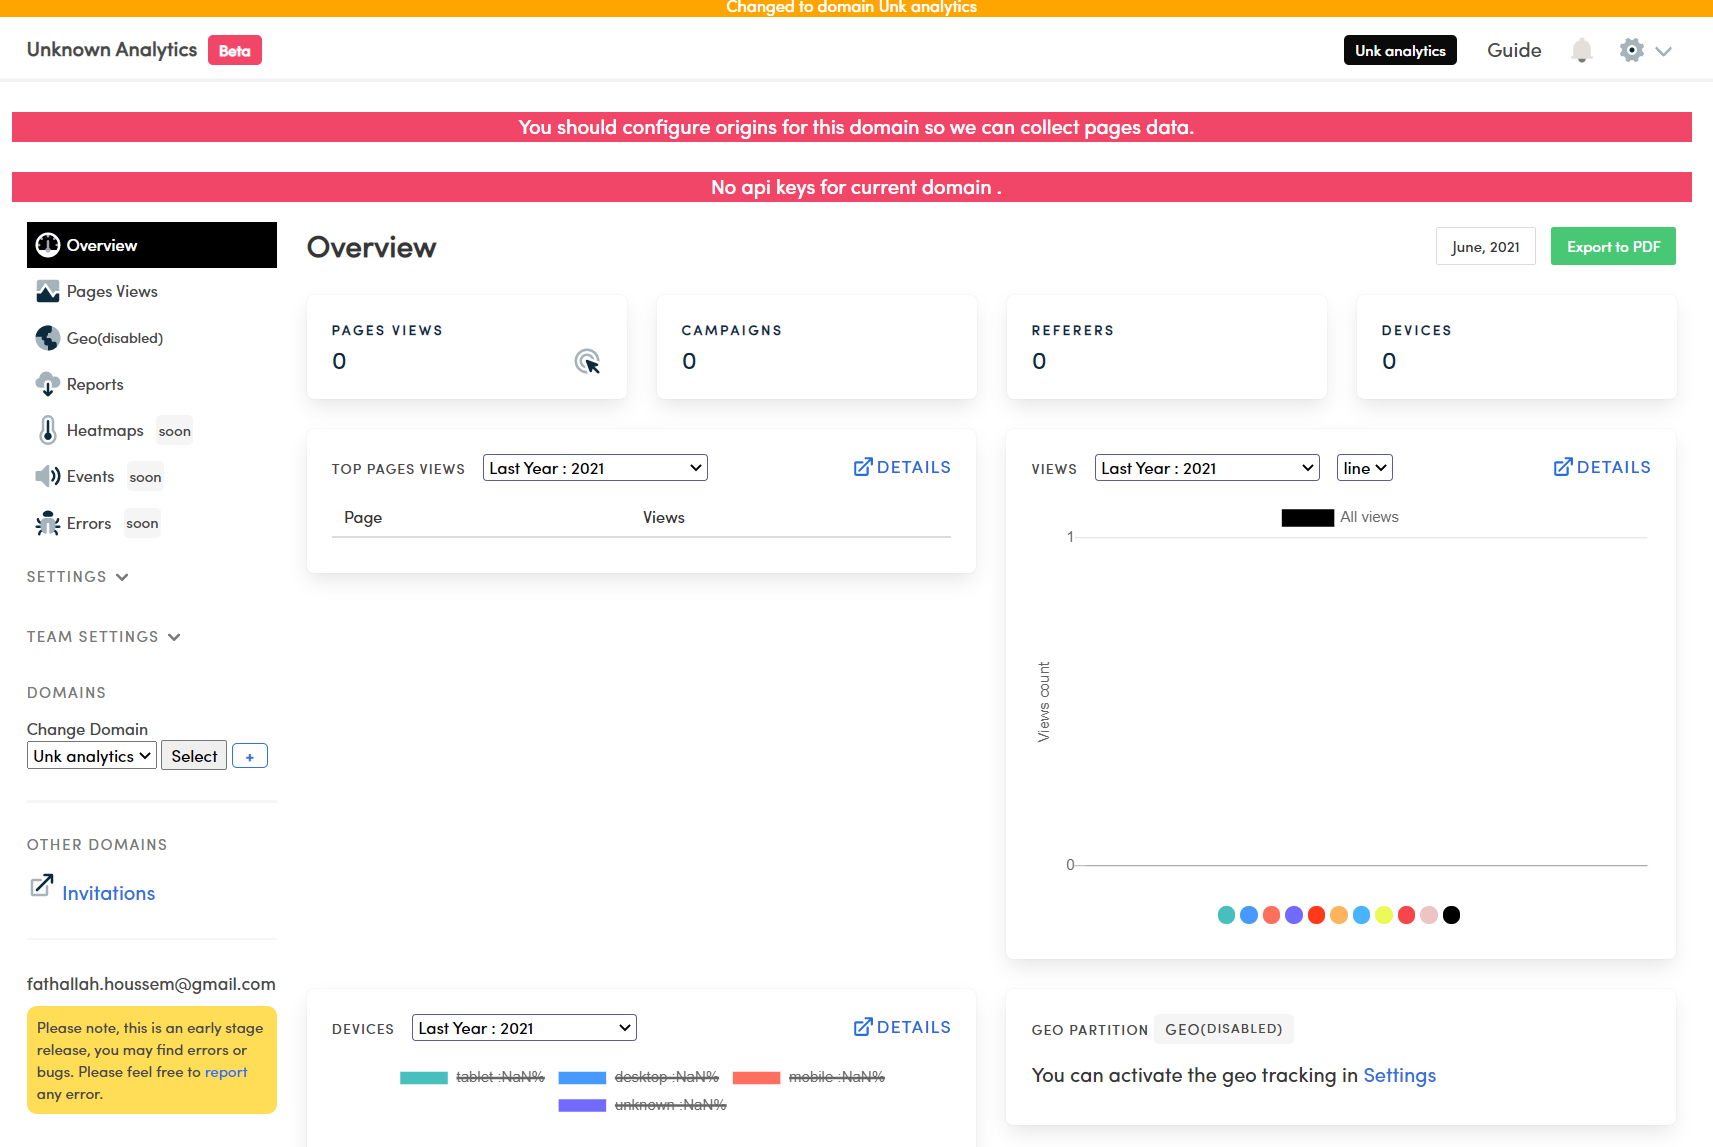 Changed to domain Unk analytics
Unknown Analytics Beta
Unk analytics Guide
You should configure origins for this domain so we can collect pages data.
No api keys for current domain .
Overview
Pages Views
Geo(disabled)
Reports
Heatmaps soon
Events soon
Errors soon
SETTINGS
TEAM SETTINGS
DOMAINS
Change Domain
Unk analytics Select +
OTHER DOMAINS
Invitations
fathallah.houssem@gmail.com
Please note, this is an early stage
release, you may find errors or
bugs. Please feel free to report
any error.
Overview
June, 2021 Export to PDF
PAGES VIEWS
0
CAMPAIGNS
0
REFERERS
0
DEVICES
0
TOP PAGES VIEWS Last Year : 2021 DETAILS
Page Views
VIEWS Last Year : 2021 line DETAILS
All views
1
Views count
0
DEVICES Last Year : 2021 DETAILS
tablet :NaN% desktop :NaN% mobile :NaN%
unknown :NaN%
GEO PARTITION GEO(DISABLED)
You can activate the geo tracking in Settings